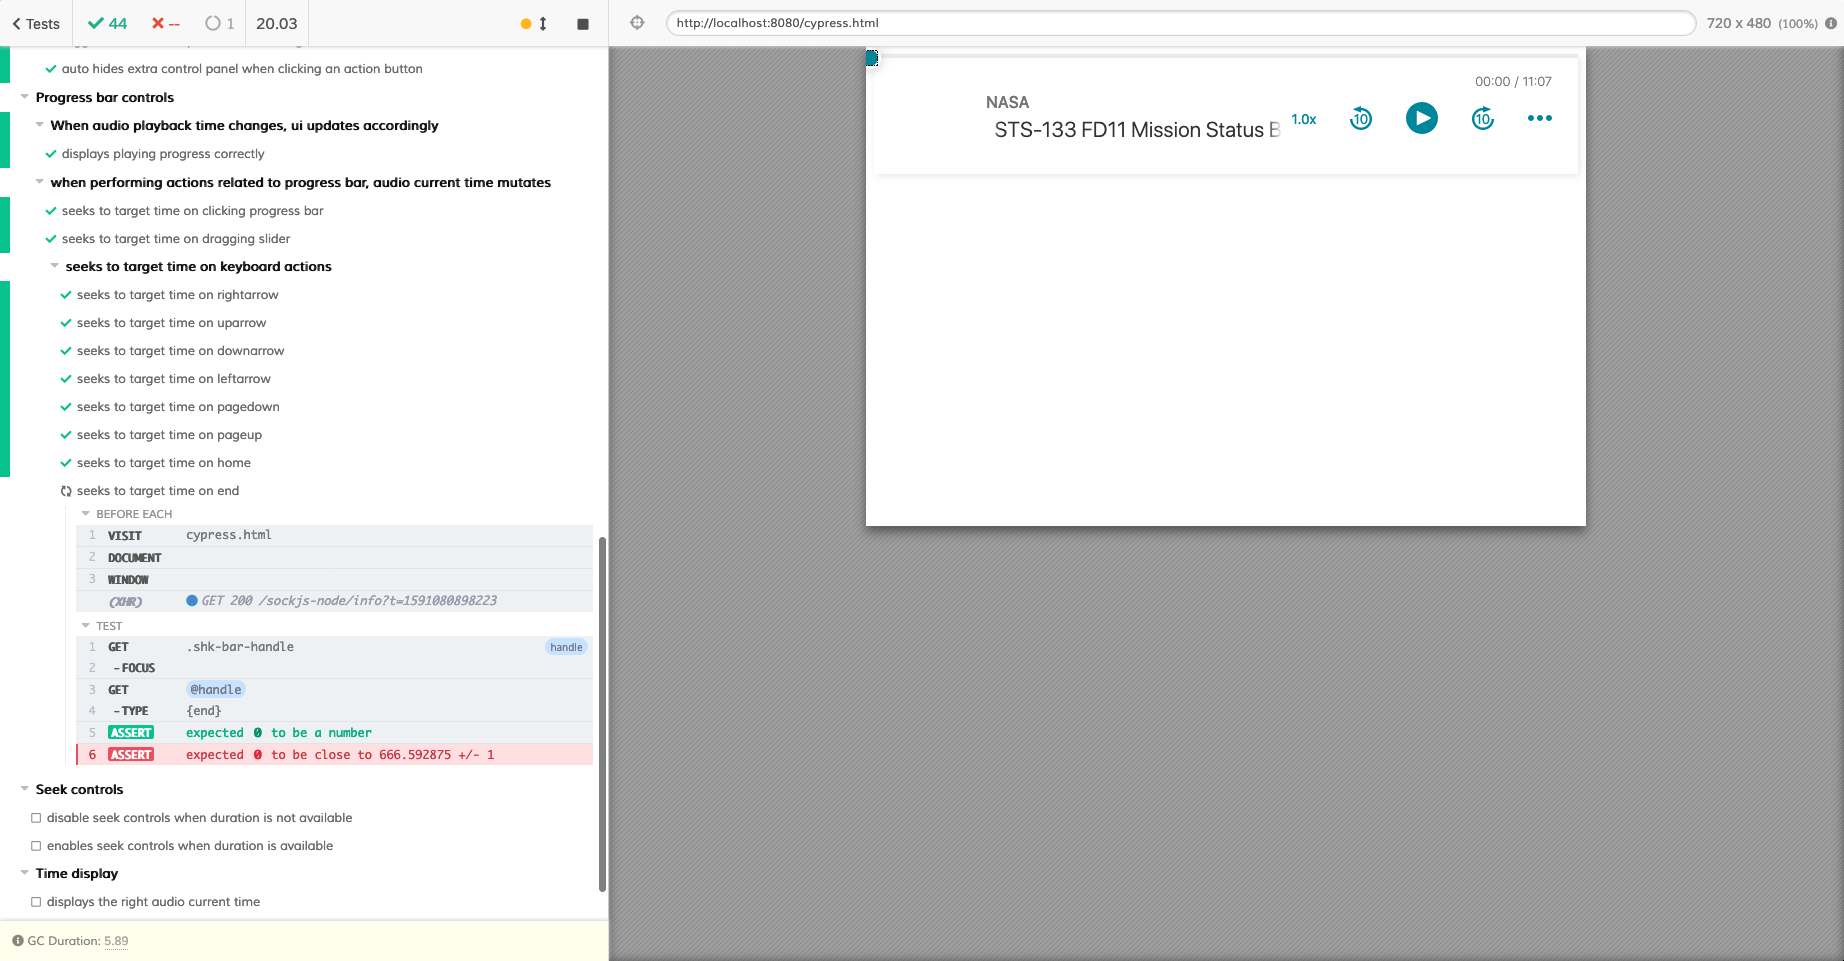 Tests
44
--
1
20.03
auto hides extra control panel when clicking an action button
Progress bar controls
When audio playback time changes, ui updates accordingly
displays playing progress correctly
when performing actions related to progress bar, audio current time mutates
seeks to target time on clicking progress bar
seeks to target time on dragging slider
seeks to target time on keyboard actions
seeks to target time on rightarrow
seeks to target time on uparrow
seeks to target time on downarrow
seeks to target time on leftarrow
seeks to target time on pagedown
seeks to target time on pageup
seeks to target time on home
seeks to target time on end
BEFORE EACH
1 VISIT cypress.html
2 DOCUMENT
3 WINDOW
(XHR) GET 200 /sockjs-node/info?t=1591080898223
TEST
1 GET .shk-bar-handle handle
2 -FOCUS
3 GET @handle
4 -TYPE {end}
5 ASSERT expected 0 to be a number
6 ASSERT expected 0 to be close to 666.592875 +/- 1
Seek controls
disable seek controls when duration is not available
enables seek controls when duration is available
Time display
displays the right audio current time
GC Duration: 5.89
http://localhost:8080/cypress.html
720 x 480 (100%)
00:00 / 11:07
NASA
STS-133 FD11 Mission Status B
1.0x
10
10